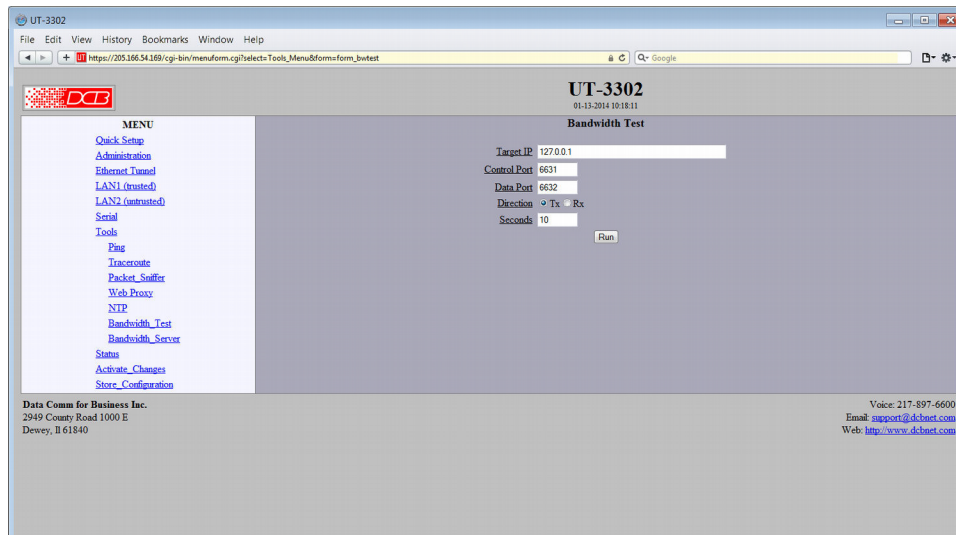 UT-3302
File Edit View History Bookmarks Window Help
UT https://205.166.54.169/cgi-bin/menuform.cgi?select=Tools_Menu&form=form_bwtest
Google
DCB
UT-3302
01-13-2014 10:18:11
MENU
Quick Setup
Administration
Ethernet Tunnel
LAN1 (trusted)
LAN2 (untrusted)
Serial
Tools
Ping
Traceroute
Packet_Sniffer
Web Proxy
NTP
Bandwidth_Test
Bandwidth_Server
Status
Activate_Changes
Store_Configuration
Bandwidth Test
Target IP 127.0.0.1
Control Port 6631
Data Port 6632
Direction Tx Rx
Seconds 10
Run
Data Comm for Business Inc.
2949 County Road 1000 E
Dewey, Il 61840
Voice: 217-897-6600
Email: support@dcbnet.com
Web: http://www.dcbnet.com